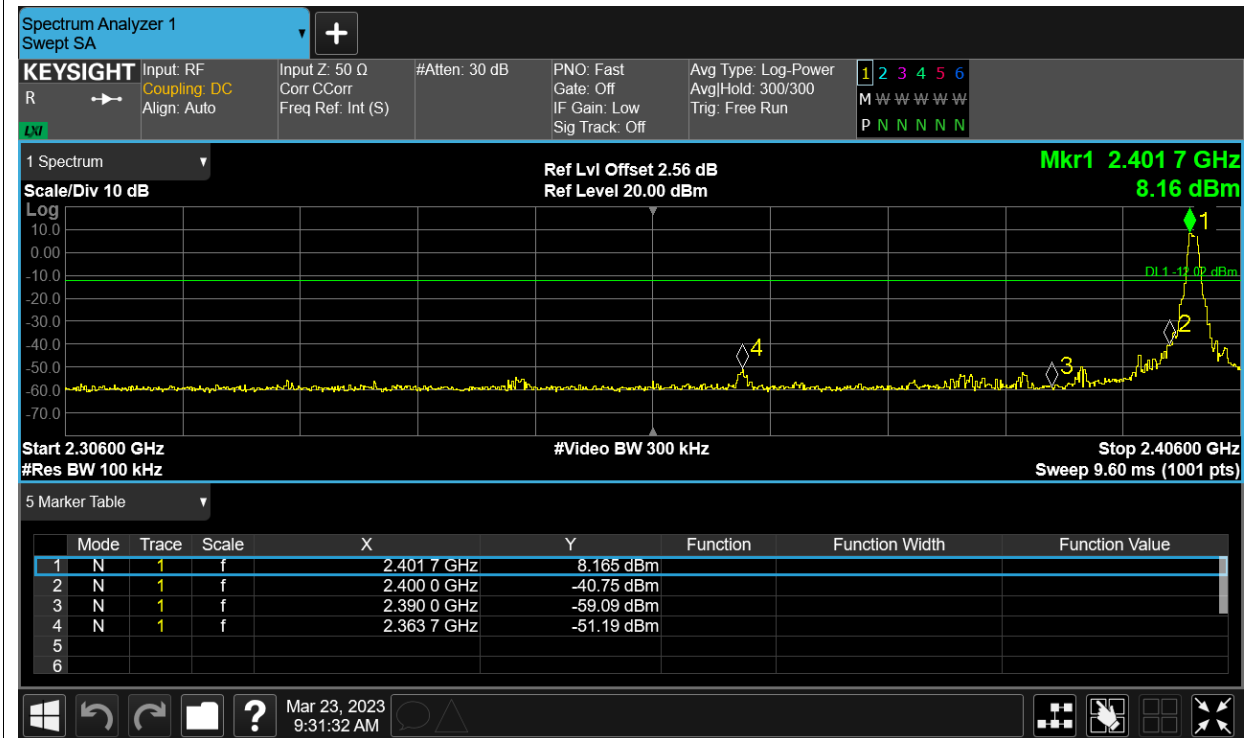 Spectrum Analyzer 1
Swept SA
KEYSIGHT
R
LXI
Input: RF
Coupling: DC
Align: Auto
Input Z: 50 Ω
Corr CCorr
Freq Ref: Int (S)
#Atten: 30 dB
PNO: Fast
Gate: Off
IF Gain: Low
Sig Track: Off
Avg Type: Log-Power
Avg|Hold: 300/300
Trig: Free Run
1 2 3 4 5 6
M W W W W W
P N N N N N
1 Spectrum
Scale/Div 10 dB
Ref Lvl Offset 2.56 dB
Ref Level 20.00 dBm
Mkr1 2.401 7 GHz
8.16 dBm
Log
10.0
0.00
-10.0
-20.0
-30.0
-40.0
-50.0
-60.0
-70.0
1
DL1 -12.02 dBm
2
4
3
Start 2.30600 GHz
#Video BW 300 kHz
Stop 2.40600 GHz
#Res BW 100 kHz
Sweep 9.60 ms (1001 pts)
5 Marker Table
Mode Trace Scale X Y Function Function Width Function Value
1 N 1 f 2.401 7 GHz 8.165 dBm
2 N 1 f 2.400 0 GHz -40.75 dBm
3 N 1 f 2.390 0 GHz -59.09 dBm
4 N 1 f 2.363 7 GHz -51.19 dBm
5
6
?
Mar 23, 2023
9:31:32 AM